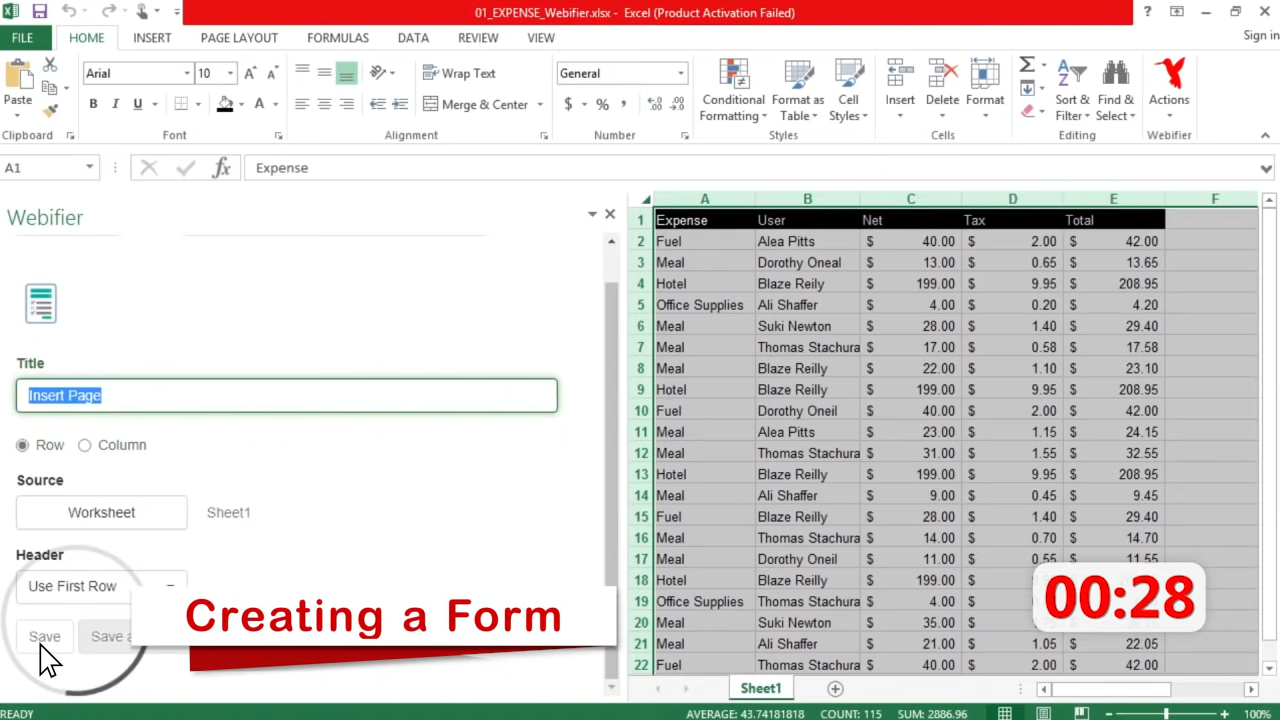 01_EXPENSE_Webifier.xlsx - Excel (Product Activation Failed)
FILE HOME INSERT PAGE LAYOUT FORMULAS DATA REVIEW VIEW Sign in
Paste Arial 10 Wrap Text General Conditional Formatting Format as Table Cell Styles Insert Delete Format Sort & Filter Find & Select Actions
B I U A Merge & Center $ % ,
Clipboard Font Alignment Number Styles Cells Editing Webifier
A1 fx Expense
Webifier
Title
Insert Page
Row Column
Source
Worksheet Sheet1
Header
Use First Row
Save Save a
Creating a Form
00:28
A B C D E F
1 Expense User Net Tax Total
2 Fuel Alea Pitts $ 40.00 $ 2.00 $ 42.00
3 Meal Dorothy Oneal $ 13.00 $ 0.65 $ 13.65
4 Hotel Blaze Reily $ 199.00 $ 9.95 $ 208.95
5 Office Supplies Ali Shaffer $ 4.00 $ 0.20 $ 4.20
6 Meal Suki Newton $ 28.00 $ 1.40 $ 29.40
7 Meal Thomas Stachura $ 17.00 $ 0.58 $ 17.58
8 Meal Blaze Reilly $ 22.00 $ 1.10 $ 23.10
9 Hotel Blaze Reilly $ 199.00 $ 9.95 $ 208.95
10 Fuel Dorothy Oneil $ 40.00 $ 2.00 $ 42.00
11 Meal Alea Pitts $ 23.00 $ 1.15 $ 24.15
12 Meal Thomas Stachura $ 31.00 $ 1.55 $ 32.55
13 Hotel Blaze Reilly $ 199.00 $ 9.95 $ 208.95
14 Meal Ali Shaffer $ 9.00 $ 0.45 $ 9.45
15 Fuel Blaze Reilly $ 28.00 $ 1.40 $ 29.40
16 Meal Thomas Stachura $ 14.00 $ 0.70 $ 14.70
17 Meal Dorothy Oneil $ 11.00 $ 0.55 $ 11.55
18 Hotel Blaze Reilly $ 199.00
19 Office Supplies Ali Shaffer $ 4.00
20 Meal Suki Newton $ 35.00
21 Meal Ali Shaffer $ 21.00 $ 1.05 $ 22.05
22 Fuel Thomas Stachura $ 40.00 $ 2.00 $ 42.00
Sheet1
READY AVERAGE: 43.74181818 COUNT: 115 SUM: 2886.96 100%